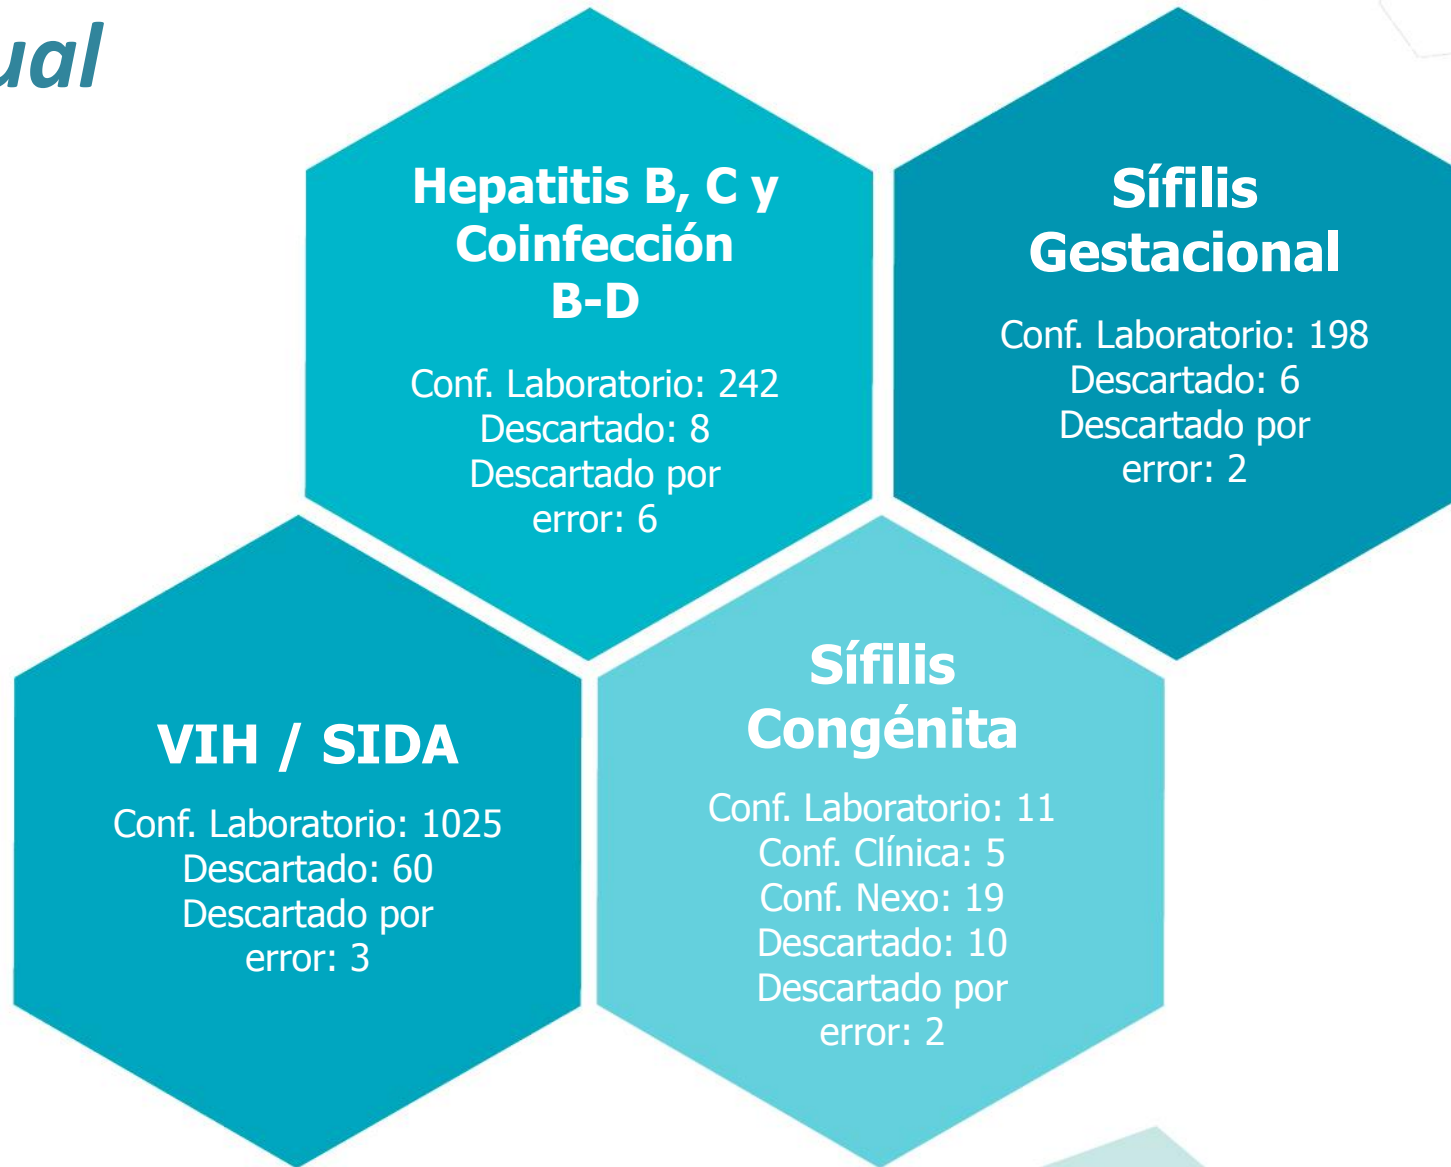 Hepatitis B, C y
Coinfección
B-D
Conf. Laboratorio: 242
Descartado: 8
Descartado por
error: 6
Sífilis
Gestacional
Conf. Laboratorio: 198
Descartado: 6
Descartado por
error: 2
VIH / SIDA
Conf. Laboratorio: 1025
Descartado: 60
Descartado por
error: 3
Sífilis
Congénita
Conf. Laboratorio: 11
Conf. Clínica: 5
Conf. Nexo: 19
Descartado: 10
Descartado por
error: 2